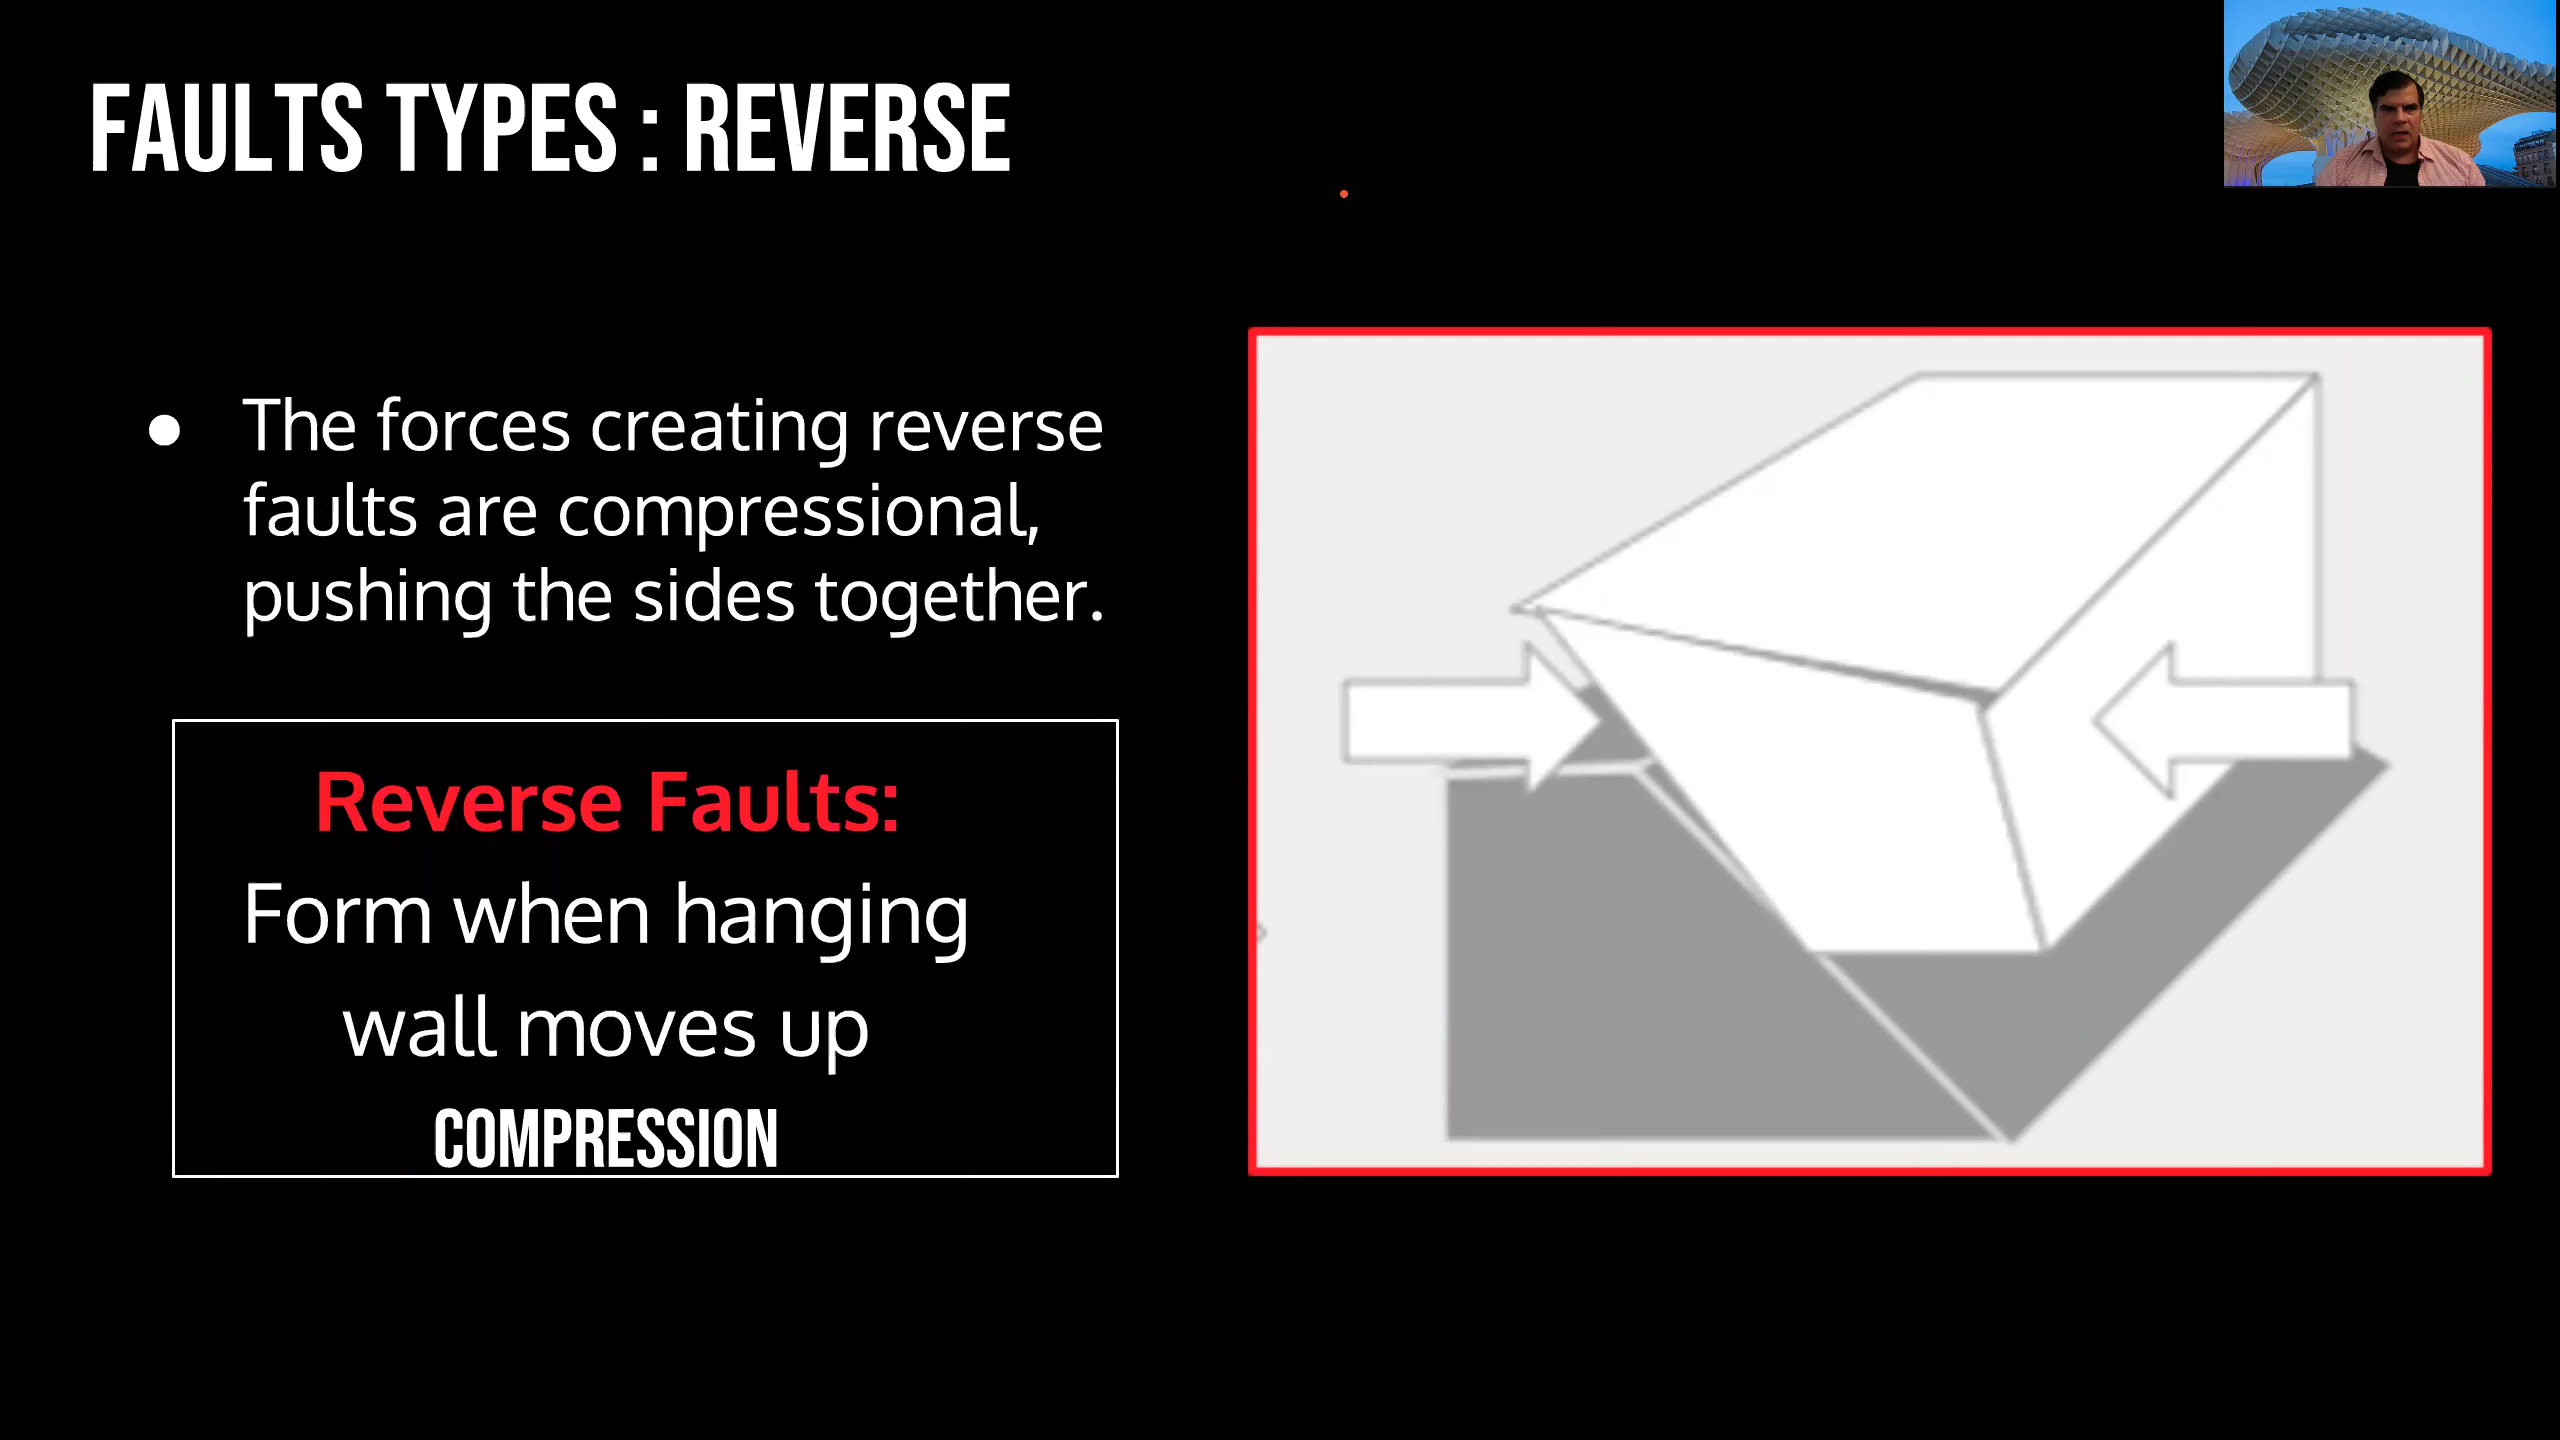 FAULTS TYPES : REVERSE
● The forces creating reverse
faults are compressional,
pushing the sides together.
Reverse Faults:
Form when hanging
wall moves up
COMPRESSION